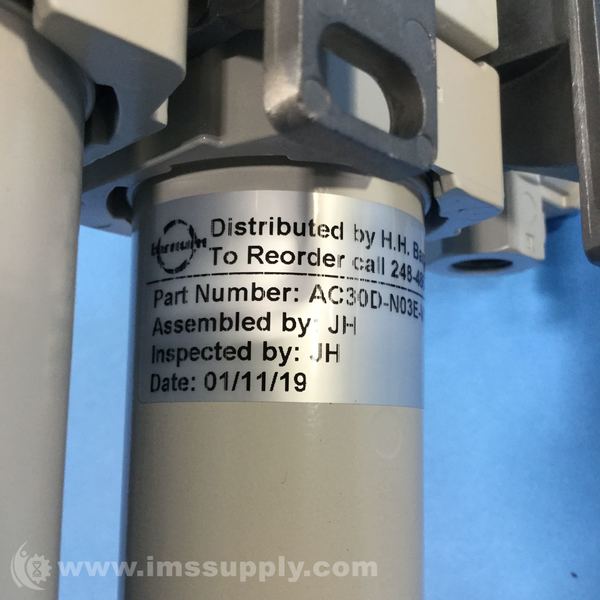 Distributed by H.H.
To Reorder call 248-
Part Number: AC30D-N03E-
Assembled by: JH
Inspected by: JH
Date: 01/11/19
www.imssupply.com